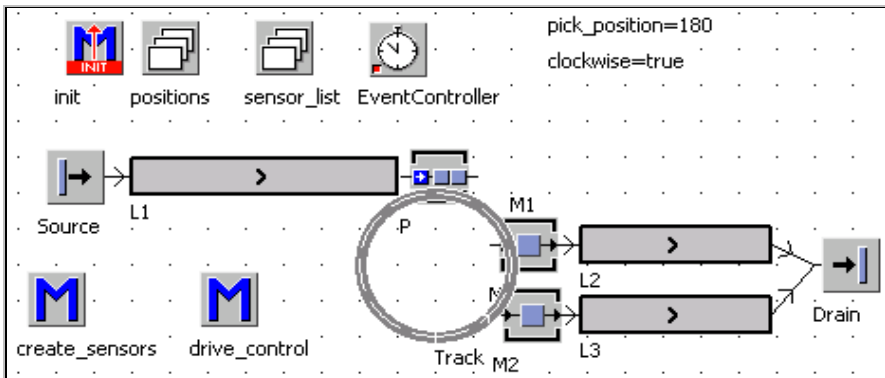 pick_position=180
clockwise=true
INIT
init
positions
sensor_list
EventController
Source
L1
P
M1
L2
M
M2
L3
Drain
create_sensors
drive_control
Track